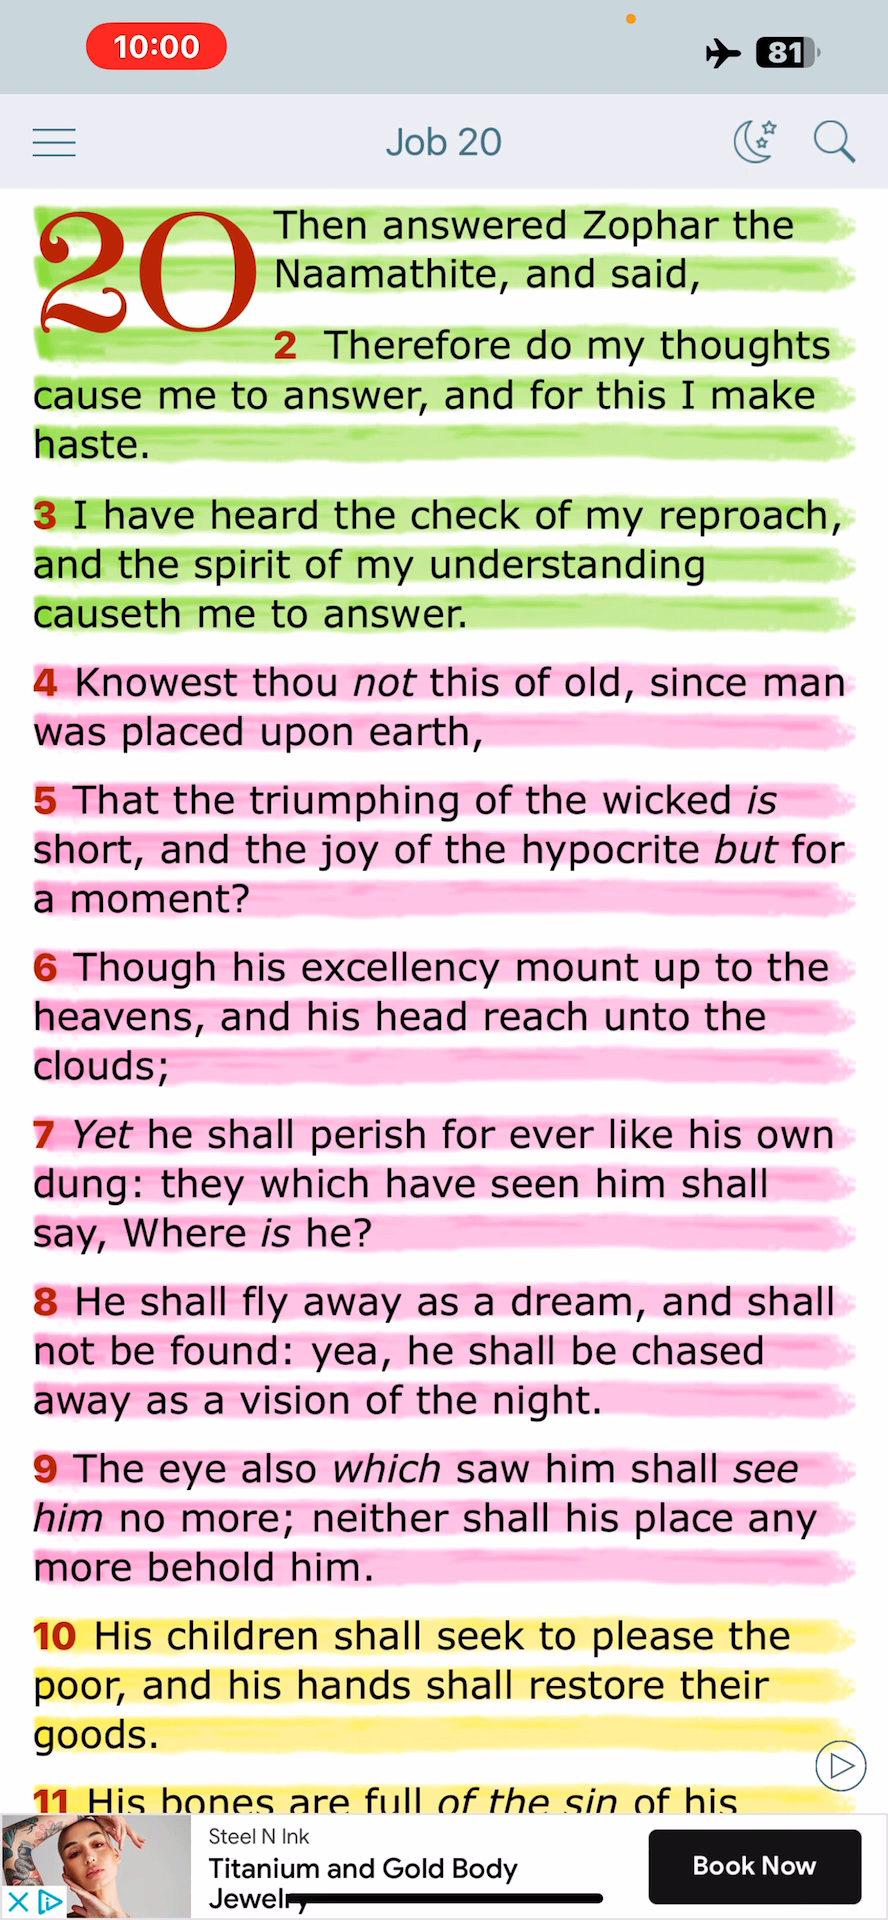 10:00
81
Job 20
20 Then answered Zophar the
Naamathite, and said,
2 Therefore do my thoughts
cause me to answer, and for this I make
haste.
3 I have heard the check of my reproach,
and the spirit of my understanding
causeth me to answer.
4 Knowest thou not this of old, since man
was placed upon earth,
5 That the triumphing of the wicked is
short, and the joy of the hypocrite but for
a moment?
6 Though his excellency mount up to the
heavens, and his head reach unto the
clouds;
7 Yet he shall perish for ever like his own
dung: they which have seen him shall
say, Where is he?
8 He shall fly away as a dream, and shall
not be found: yea, he shall be chased
away as a vision of the night.
9 The eye also which saw him shall see
him no more; neither shall his place any
more behold him.
10 His children shall seek to please the
poor, and his hands shall restore their
goods.
11 His bones are full of the sin of his
Steel N Ink
Titanium and Gold Body
Jewelry
Book Now